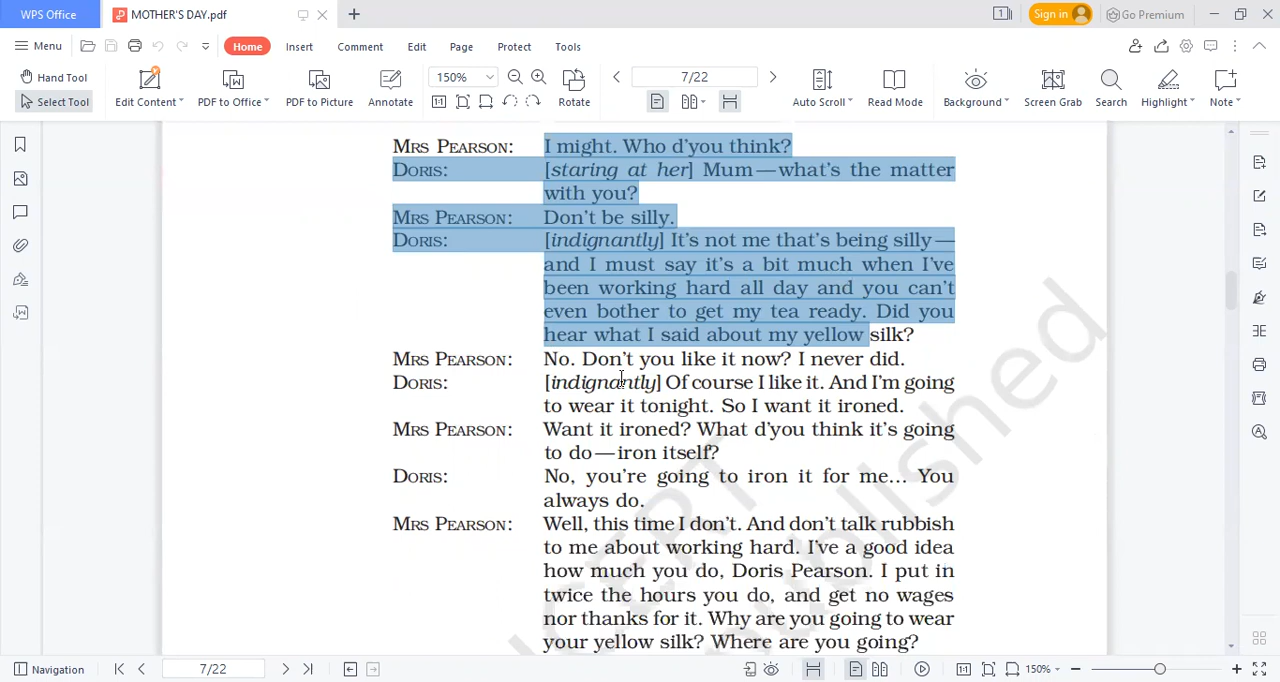 WPS Office
MOTHER'S DAY.pdf
1
Sign in
Go Premium
Menu
Home
Insert
Comment
Edit
Page
Protect
Tools
Hand Tool
Select Tool
Edit Content
PDF to Office
PDF to Picture
Annotate
150%
Rotate
7/22
Auto Scroll
Read Mode
Background
Screen Grab
Search
Highlight
Note
MRS PEARSON: I might. Who d'you think?
DORIS: [staring at her] Mum—what's the matter
with you?
MRS PEARSON: Don't be silly.
DORIS: [indignantly] It's not me that's being silly—
and I must say it's a bit much when I've
been working hard all day and you can't
even bother to get my tea ready. Did you
hear what I said about my yellow silk?
MRS PEARSON: No. Don't you like it now? I never did.
DORIS: [indignantly] Of course I like it. And I'm going
to wear it tonight. So I want it ironed.
MRS PEARSON: Want it ironed? What d'you think it's going
to do—iron itself?
DORIS: No, you're going to iron it for me… You
always do.
MRS PEARSON: Well, this time I don't. And don't talk rubbish
to me about working hard. I've a good idea
how much you do, Doris Pearson. I put in
twice the hours you do, and get no wages
nor thanks for it. Why are you going to wear
your yellow silk? Where are you going?
NCERT
published
Navigation
7/22
150%